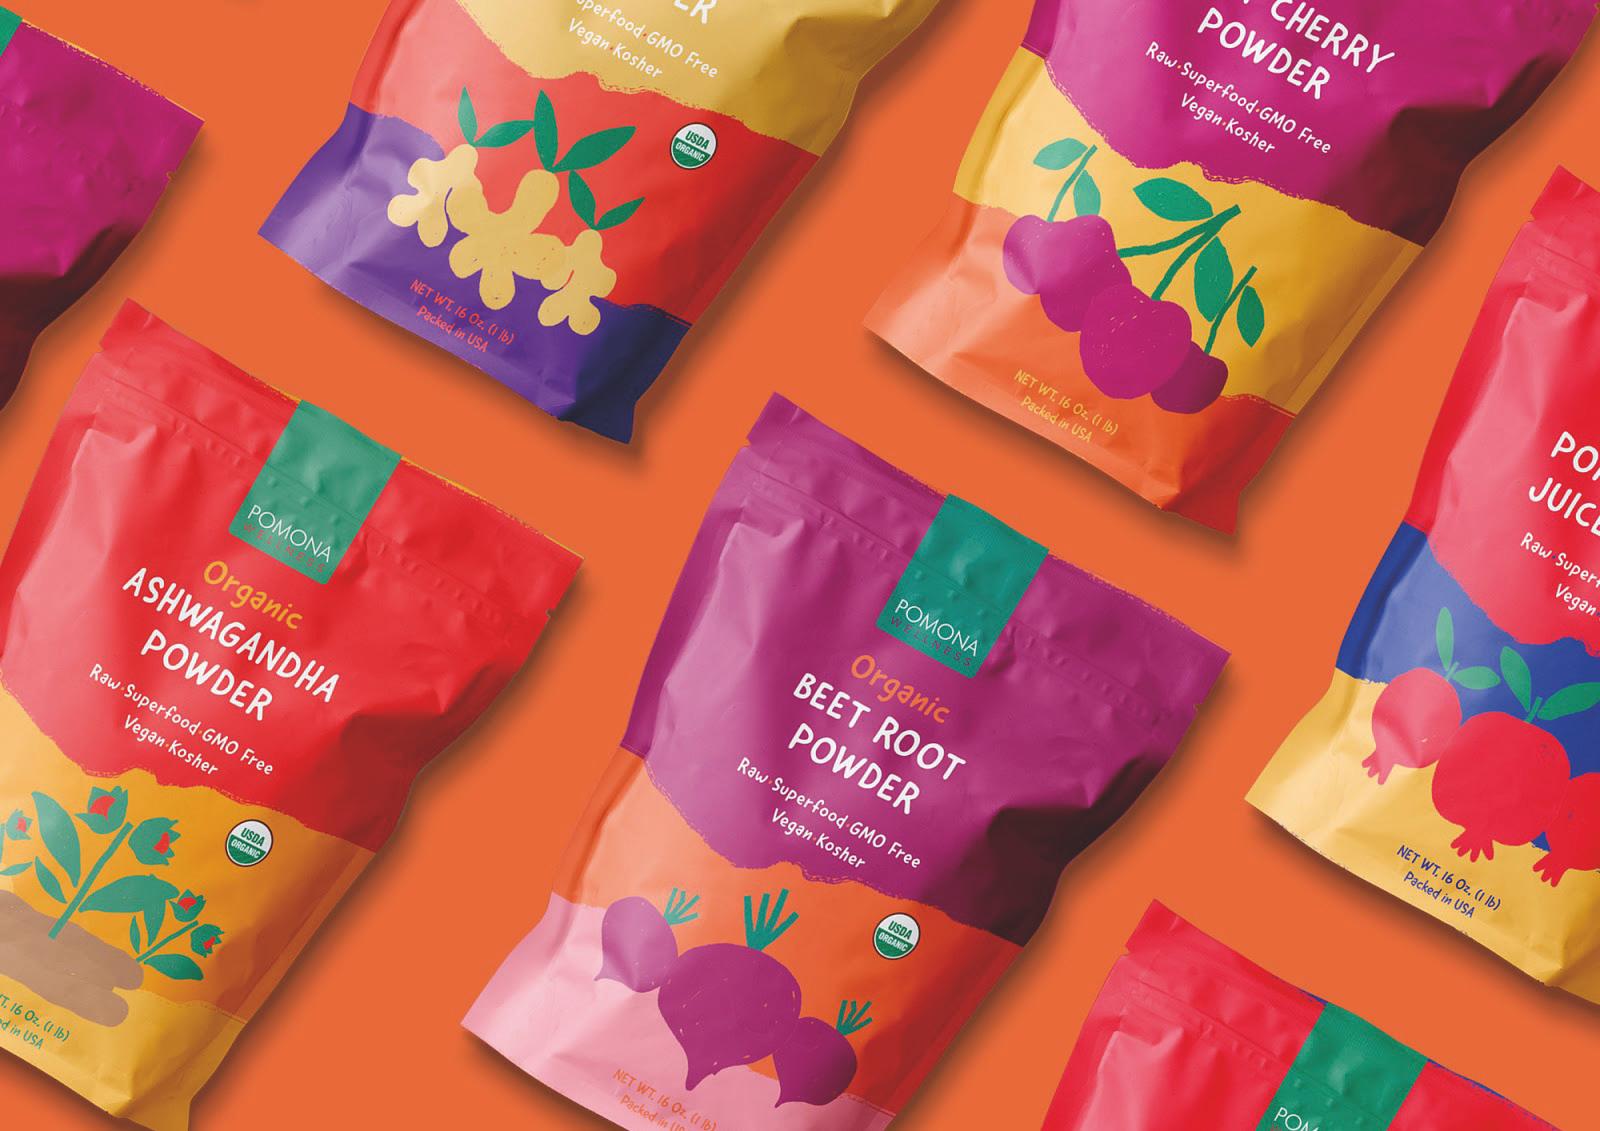 Superfood·GMO Free
Vegan·Kosher
USDA
ORGANIC
NET WT. 16 Oz. (1 lb)
Packed in USA
CHERRY
POWDER
Raw·Superfood·GMO Free
Vegan·Kosher
NET WT. 16 Oz. (1 lb)
Packed in USA
POMONA
WELLNESS
Organic
ASHWAGANDHA
POWDER
Raw·Superfood·GMO Free
Vegan·Kosher
USDA
ORGANIC
16 Oz. (1 lb)
in USA
POMONA
WELLNESS
Organic
BEET ROOT
POWDER
Raw·Superfood·GMO Free
Vegan·Kosher
USDA
ORGANIC
NET WT. 16 Oz. (1 lb)
Packed in
JUICE
Raw
Vegan
NET WT. 16 Oz. (1 lb)
Packed in USA
POMONA